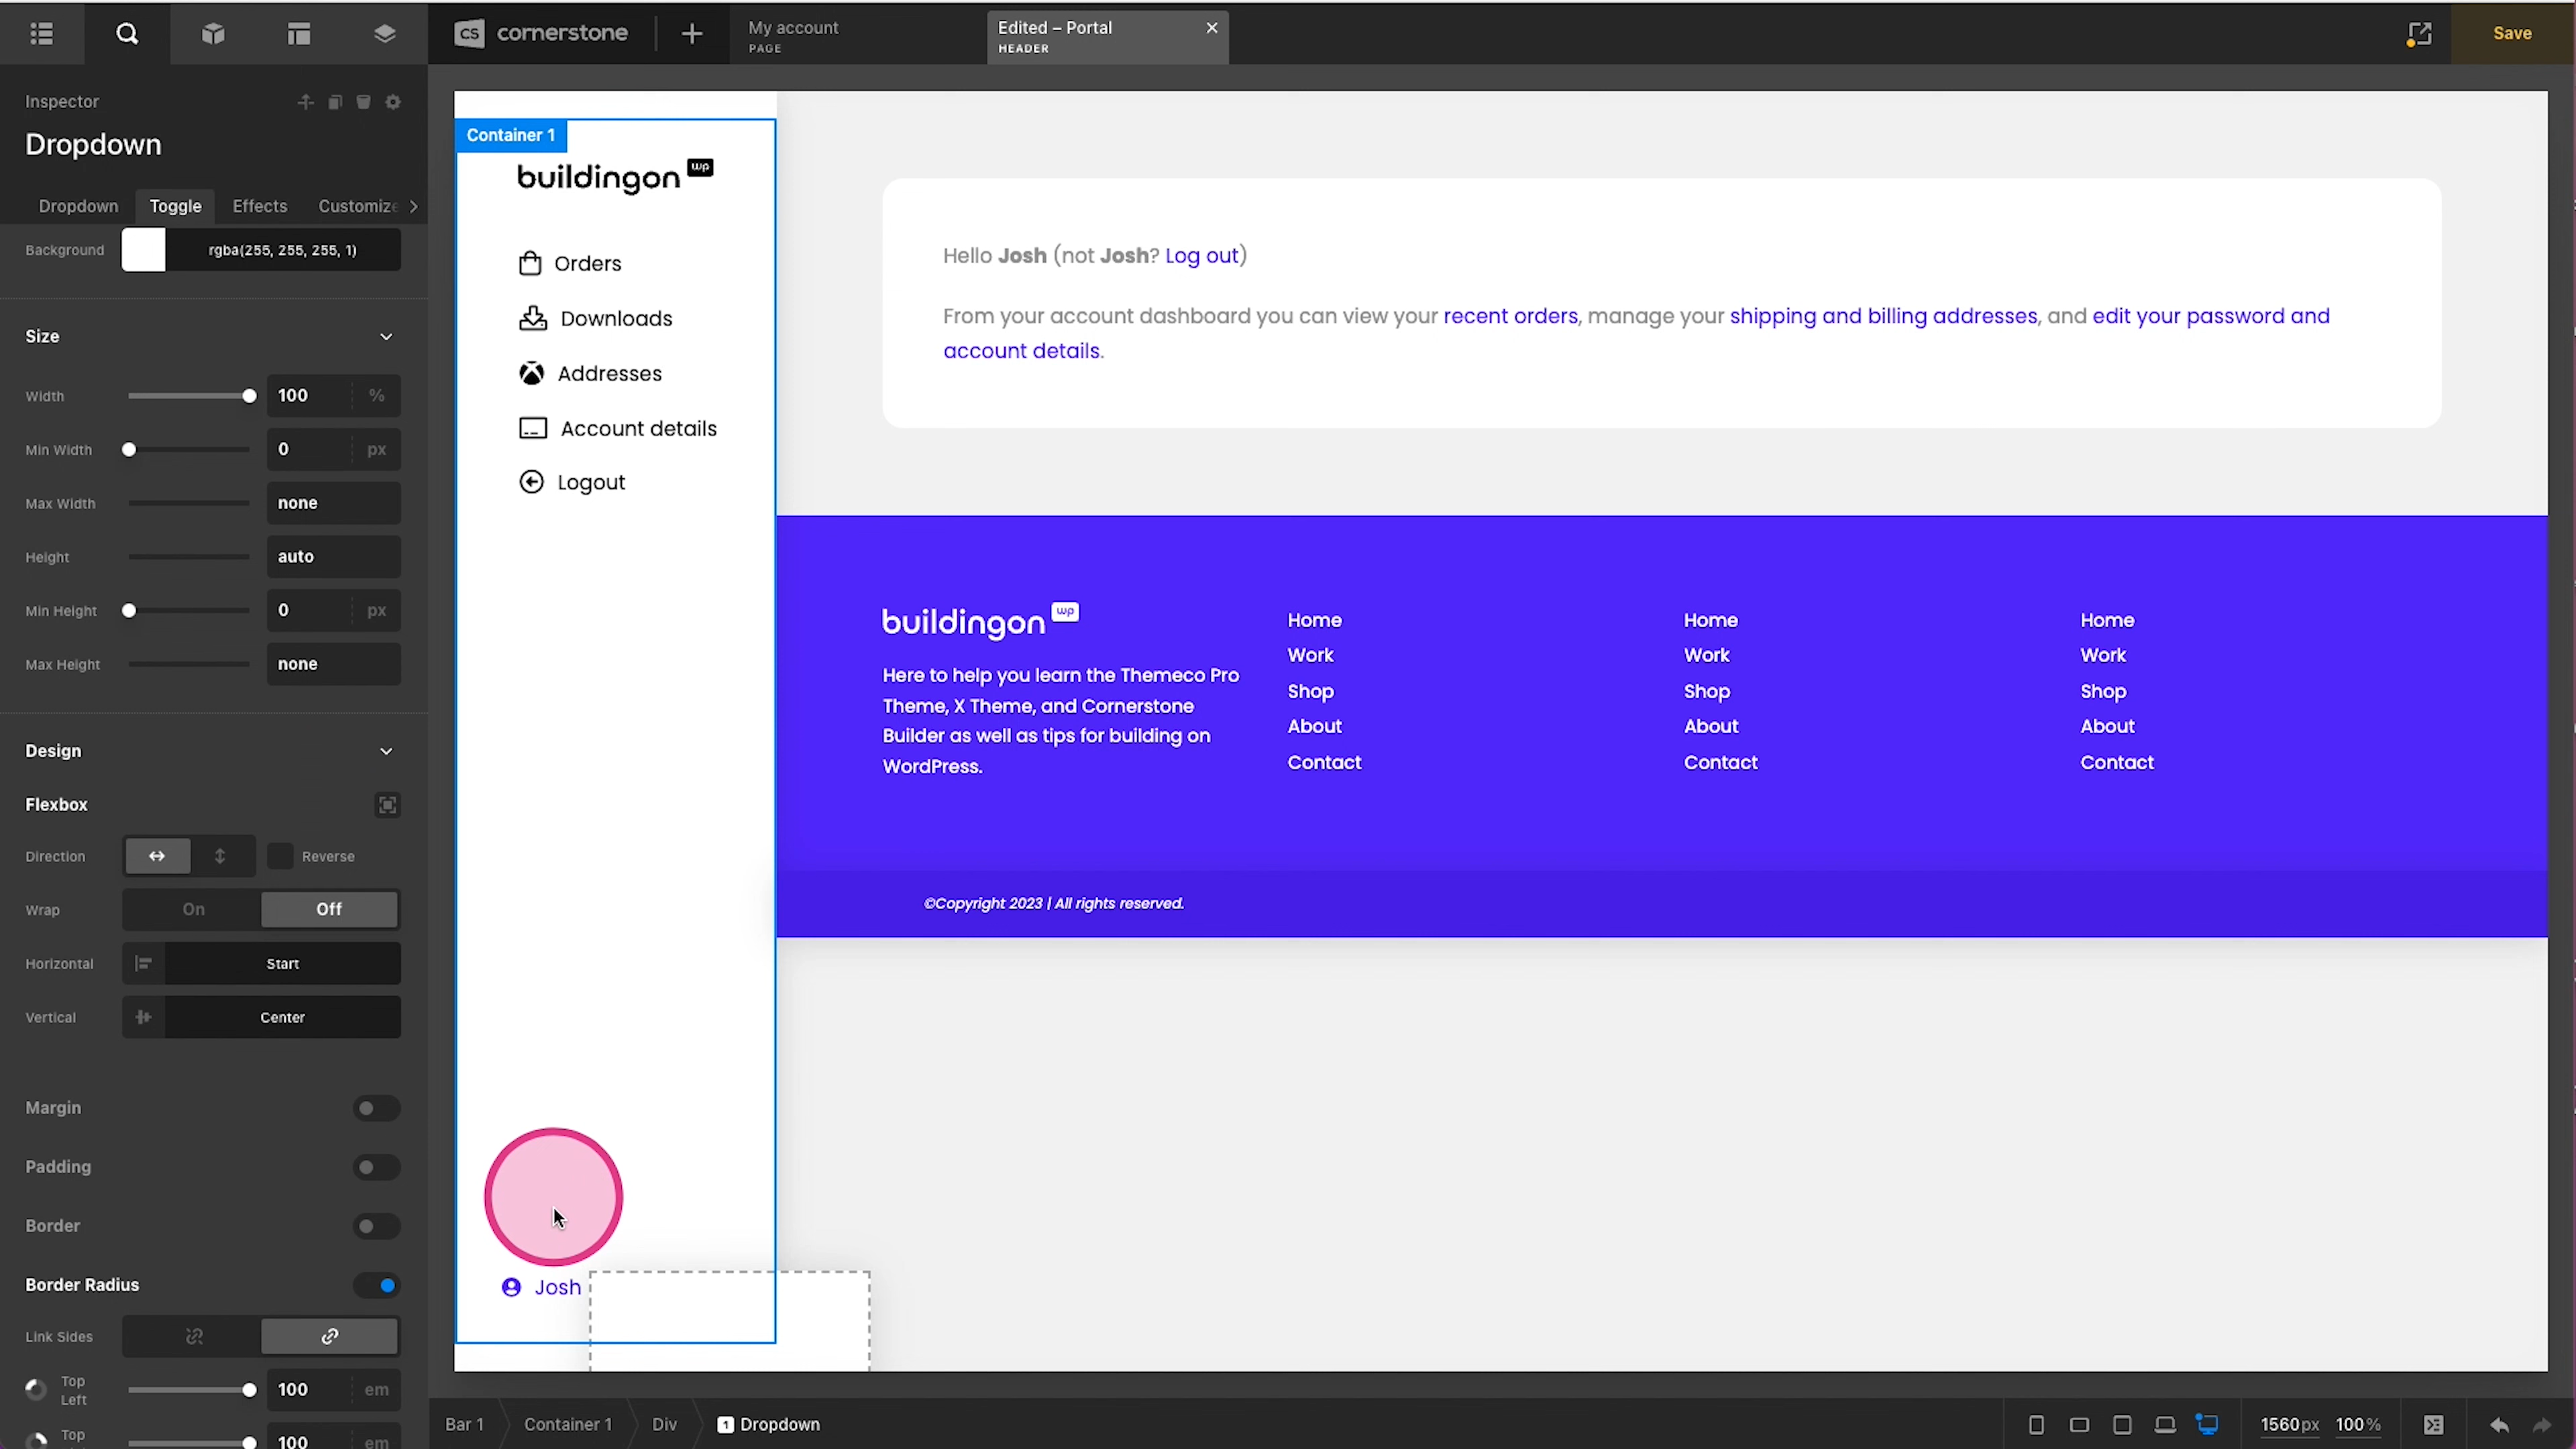 CS cornerstone
My account
PAGE
Edited – Portal
HEADER
Save
Inspector
Dropdown
Dropdown
Toggle
Effects
Customize
Background
rgba(255, 255, 255, 1)
Size
Width
100
%
Min Width
0
px
Max Width
none
Height
auto
Min Height
0
px
Max Height
none
Design
Flexbox
Direction
Reverse
Wrap
On
Off
Horizontal
Start
Vertical
Center
Margin
Padding
Border
Border Radius
Link Sides
Top
Left
100
em
Top
100
em
Container 1
buildingon wp
Orders
Downloads
Addresses
Account details
Logout
Josh
Hello Josh (not Josh? Log out)
From your account dashboard you can view your recent orders, manage your shipping and billing addresses, and edit your password and
account details.
buildingon wp
Here to help you learn the Themeco Pro
Theme, X Theme, and Cornerstone
Builder as well as tips for building on
WordPress.
Home
Work
Shop
About
Contact
Home
Work
Shop
About
Contact
Home
Work
Shop
About
Contact
©Copyright 2023 | All rights reserved.
Bar 1
Container 1
Div
1 Dropdown
1560px
100%